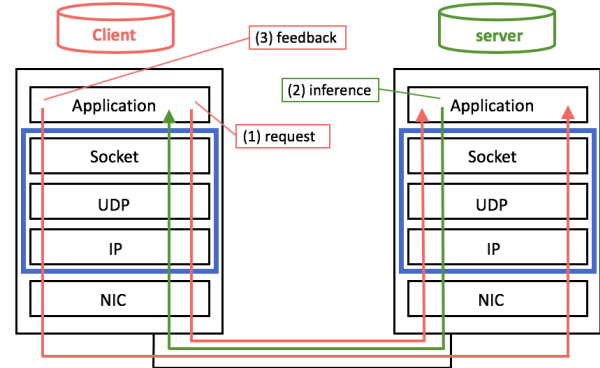 Client
server
(3) feedback
(2) inference
(1) request
Application
Socket
UDP
IP
NIC
Application
Socket
UDP
IP
NIC